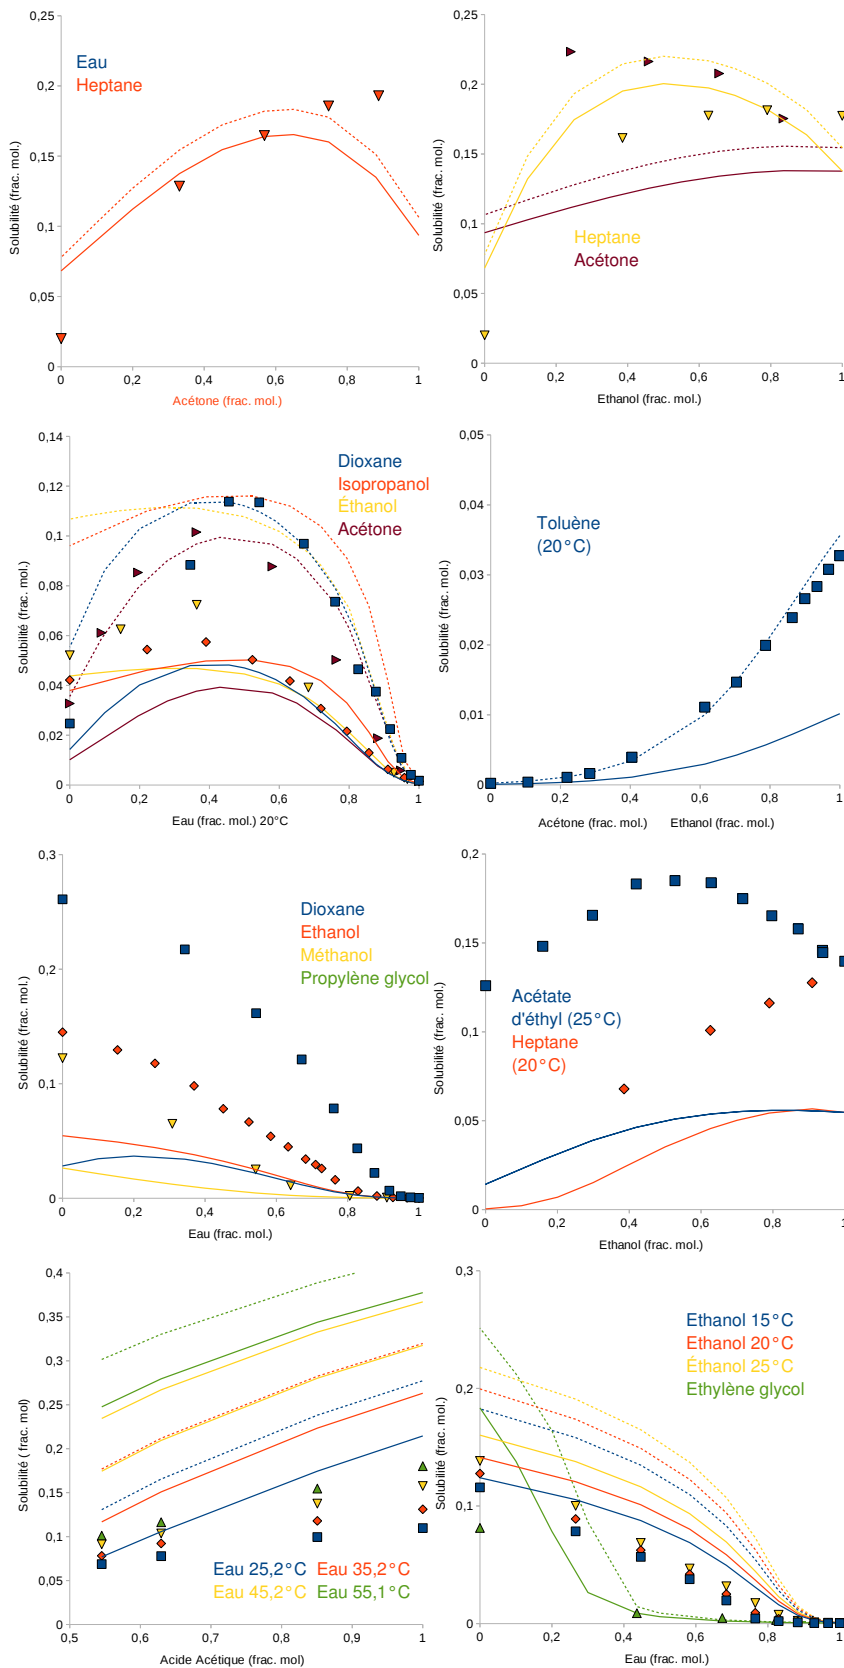 0,25
0,2
0,15
0,1
0,05
0
0
0,2
0,4
0,6
0,8
1
Solubilité (frac. mol.)
Acétone (frac. mol.)
Eau
Heptane
0,25
0,2
0,15
0,1
0,05
0
0
0,2
0,4
0,6
0,8
1
Solubilité (frac. mol.)
Ethanol (frac. mol.)
Heptane
Acétone
0,14
0,12
0,1
0,08
0,06
0,04
0,02
0
0
0,2
0,4
0,6
0,8
1
Solubilité (frac. mol.)
Eau (frac. mol.) 20°C
Dioxane
Isopropanol
Éthanol
Acétone
0,05
0,04
0,03
0,02
0,01
0
0
0,2
0,4
0,6
0,8
1
Solubilité (frac. mol.)
Acétone (frac. mol.) Ethanol (frac. mol.)
Toluène
(20°C)
0,3
0,2
0,1
0
0
0,2
0,4
0,6
0,8
1
Solubilité (frac. mol.)
Eau (frac. mol.)
Dioxane
Ethanol
Méthanol
Propylène glycol
0,2
0,15
0,1
0,05
0
0
0,2
0,4
0,6
0,8
1
Solubilité (frac. mol.)
Ethanol (frac. mol.)
Acétate
d'éthyl (25°C)
Heptane
(20°C)
0,4
0,35
0,3
0,25
0,2
0,15
0,1
0,05
0
0,5
0,6
0,7
0,8
0,9
1
Solubilité ( frac. mol)
Acide Acétique (frac. mol)
Eau 25,2°C Eau 35,2°C
Eau 45,2°C Eau 55,1°C
0,3
0,2
0,1
0
0
0,2
0,4
0,6
0,8
1
Solubilité (frac. mol.)
Eau (frac. mol.)
Ethanol 15°C
Ethanol 20°C
Éthanol 25°C
Ethylène glycol